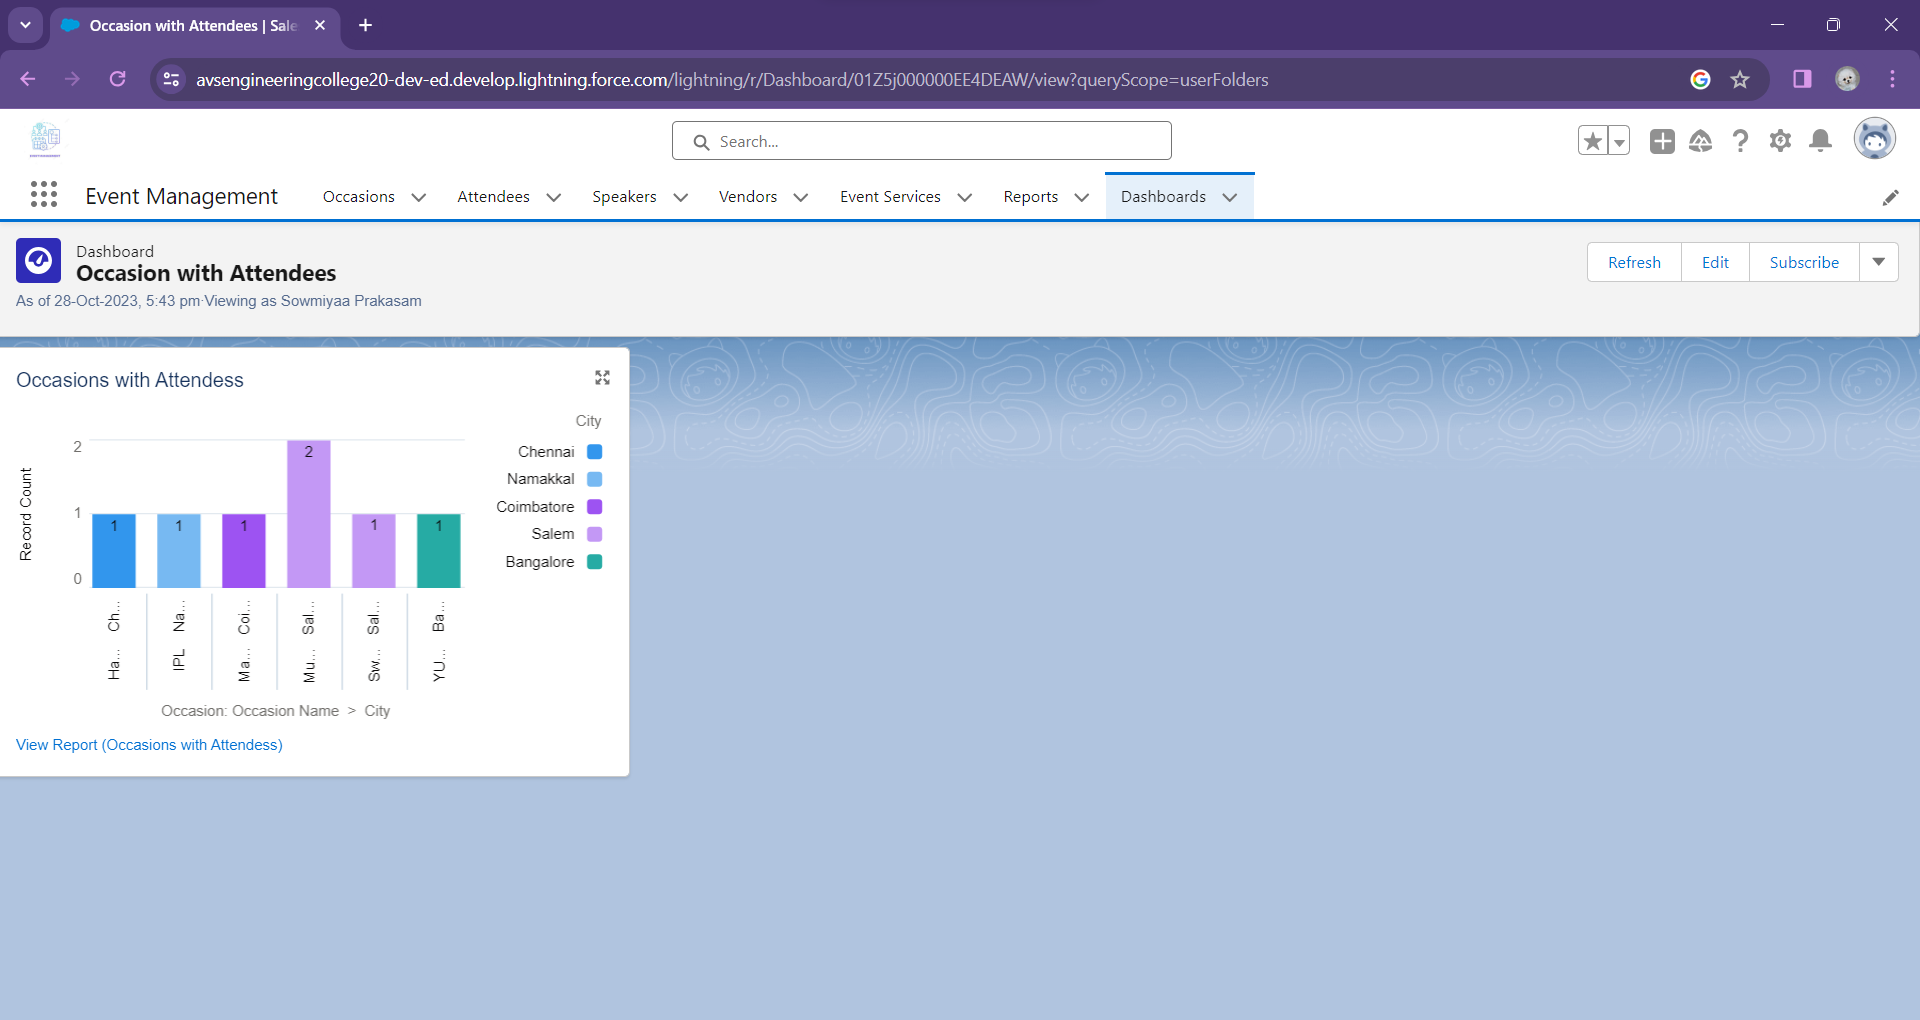 Occasion with Attendees | Sale
avsengineeringcollege20-dev-ed.develop.lightning.force.com/lightning/r/Dashboard/01Z5j000000EE4DEAW/view?queryScope=userFolders
Search...
Event Management
Occasions
Attendees
Speakers
Vendors
Event Services
Reports
Dashboards
Dashboard
Occasion with Attendees
As of 28-Oct-2023, 5:43 pm·Viewing as Sowmiyaa Prakasam
Refresh
Edit
Subscribe
Occasions with Attendess
City
Chennai
Namakkal
Coimbatore
Salem
Bangalore
Record Count
2
1
0
1
1
1
2
1
1
Ch...
Na...
Coi...
Sal...
Sal...
Ba...
Ha...
IPL
Ma...
Mu...
Sw...
YU...
Occasion: Occasion Name > City
View Report (Occasions with Attendess)